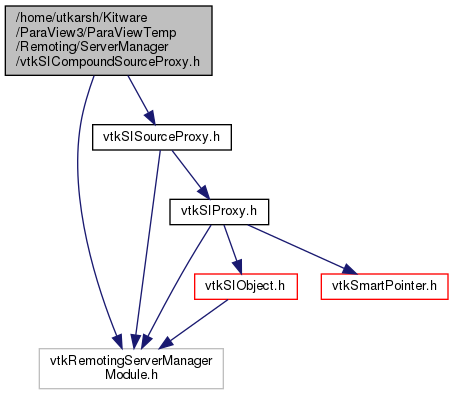 /home/utkarsh/Kitware
/ParaView3/ParaViewTemp
/Remoting/ServerManager
/vtkSICompoundSourceProxy.h
vtkSISourceProxy.h
vtkSIProxy.h
vtkSIObject.h
vtkSmartPointer.h
vtkRemotingServerManager
Module.h